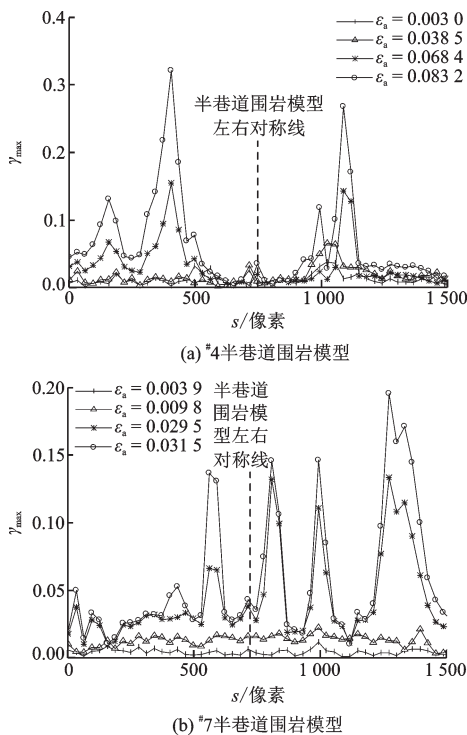 0.4
0.3
0.2
0.1
0.0
γmax
εa = 0.003 0
εa = 0.038 5
εa = 0.068 4
εa = 0.083 2
半巷道围岩模型
左右对称线
0 500 1 000 1 500
s/像素
(a) #4半巷道围岩模型
0.20
0.15
0.10
0.05
0.00
γmax
εa = 0.003 9
εa = 0.009 8
εa = 0.029 5
εa = 0.031 5
半巷道
围岩模
型左右
对称线
0 500 1 000 1 500
s/像素
(b) #7半巷道围岩模型